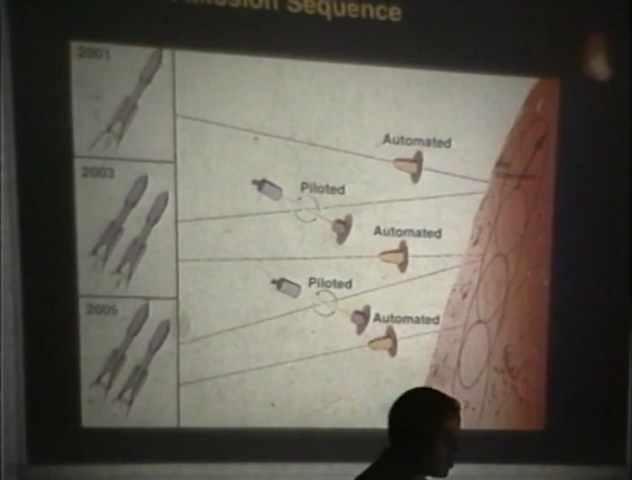 Mission Sequence
2001
Automated
2003
Piloted
Automated
Piloted
2005
Automated